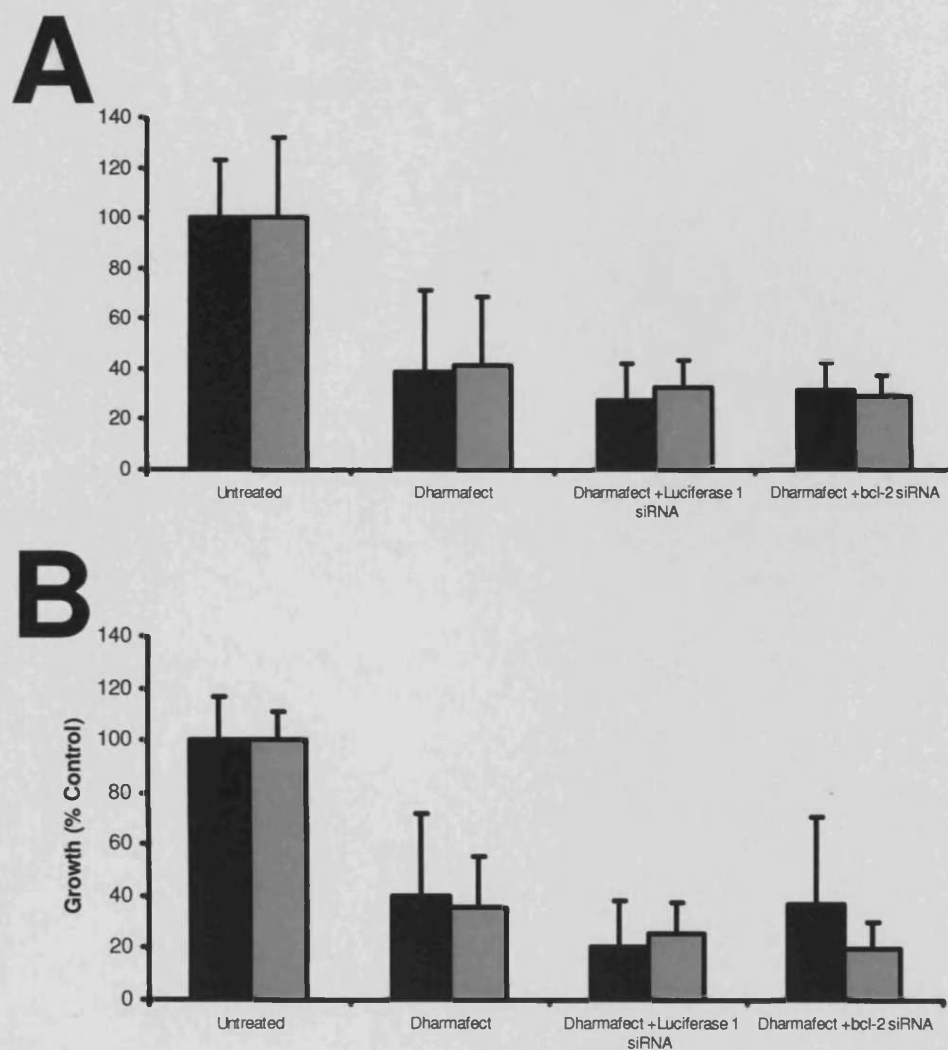 A
140
120
100
80
60
40
20
0
Untreated
Dharmafect
Dharmafect +Luciferase 1
siRNA
Dharmafect +bcl-2 siRNA
B
Growth (% Control)
140
120
100
80
60
40
20
0
Untreated
Dharmafect
Dharmafect +Luciferase 1
siRNA
Dharmafect +bcl-2 siRNA